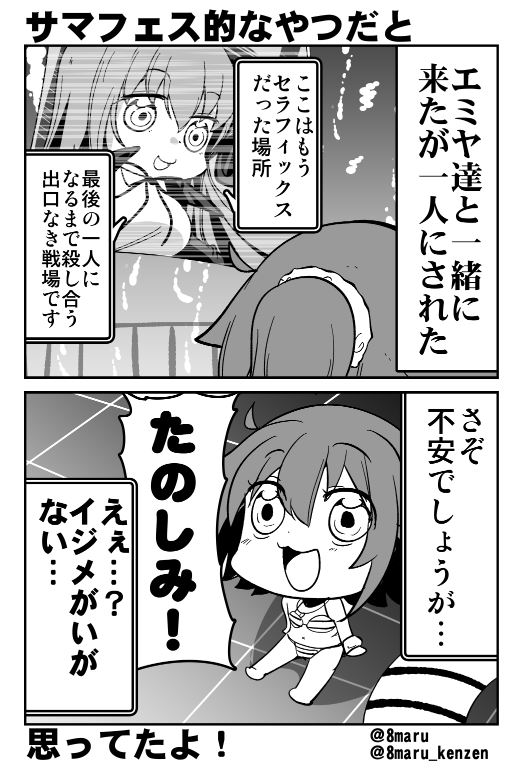 サマフェス的なやつだと
エミヤ達と一緒に
来たが一人にされた
ここはもう
セラフィックス
だった場所
最後の一人に
なるまで殺し合う
出口なき戦場です
さぞ
不安でしょうが…
たのしみ！
えぇ…？
イジメがいが
ない…
思ってたよ！
@8maru
@8maru_kenzen